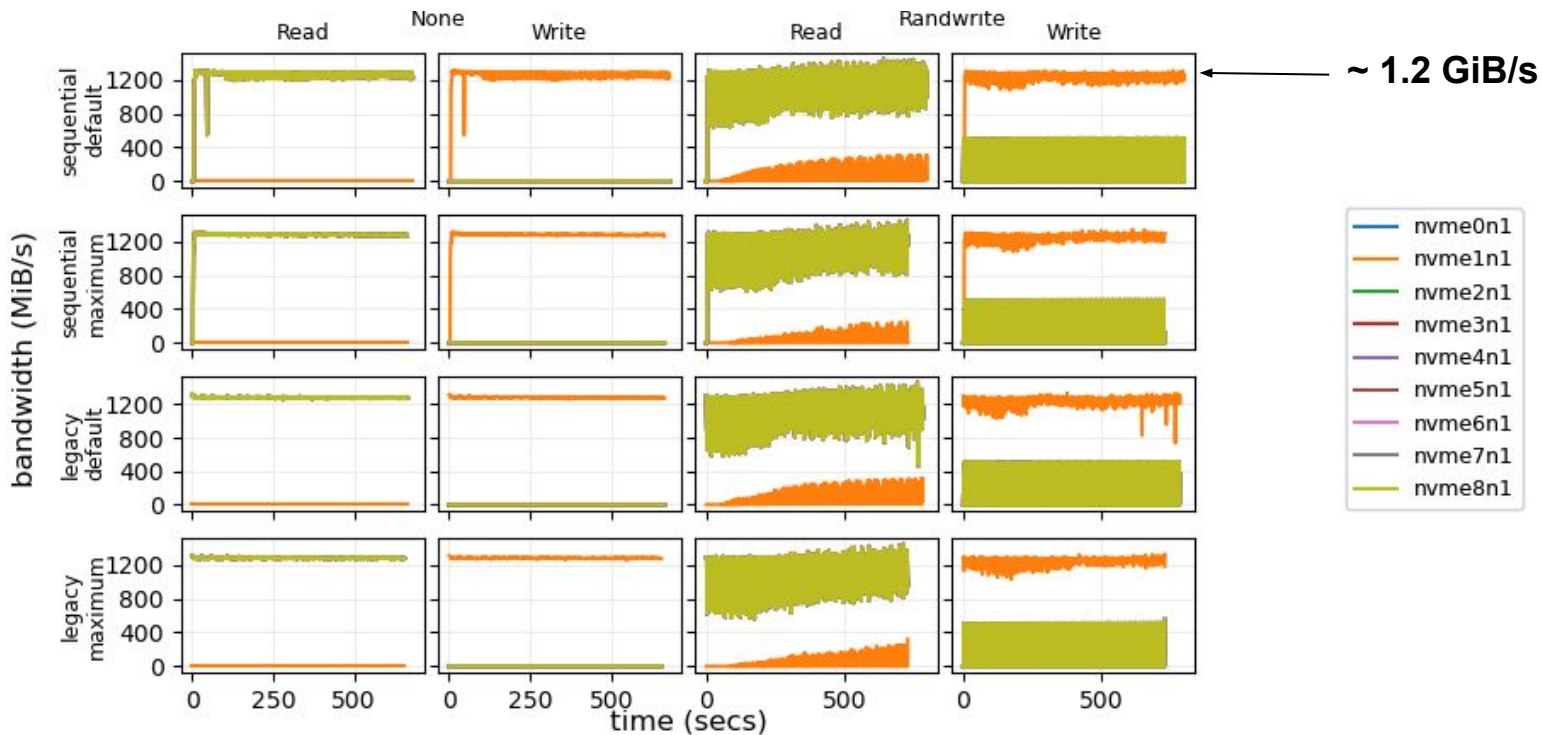 None
Randwrite
Read
Write
Read
Write
~ 1.2 GiB/s
bandwidth (MiB/s)
sequential
default
1200
800
400
0
sequential
maximum
1200
800
400
0
legacy
default
1200
800
400
0
legacy
maximum
1200
800
400
0
0 250 500
0 250 500
0 500
0 500
time (secs)
nvme0n1
nvme1n1
nvme2n1
nvme3n1
nvme4n1
nvme5n1
nvme6n1
nvme7n1
nvme8n1